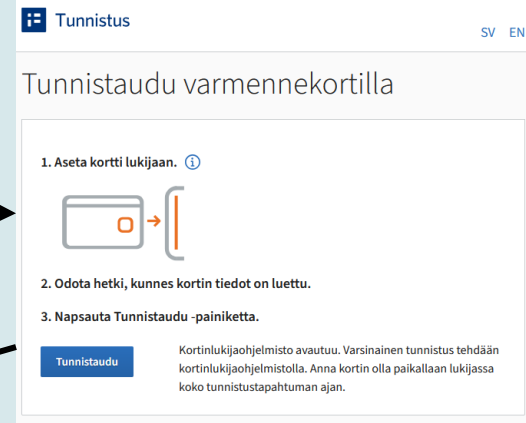 Tunnistus
SV EN
Tunnistaudu varmennekortilla
1. Aseta kortti lukijaan.
2. Odota hetki, kunnes kortin tiedot on luettu.
3. Napsauta Tunnistaudu -painiketta.
Tunnistaudu
Kortinlukijaohjelmisto avautuu. Varsinainen tunnistus tehdään
kortinlukijaohjelmistolla. Anna kortin olla paikallaan lukijassa
koko tunnistustapahtuman ajan.